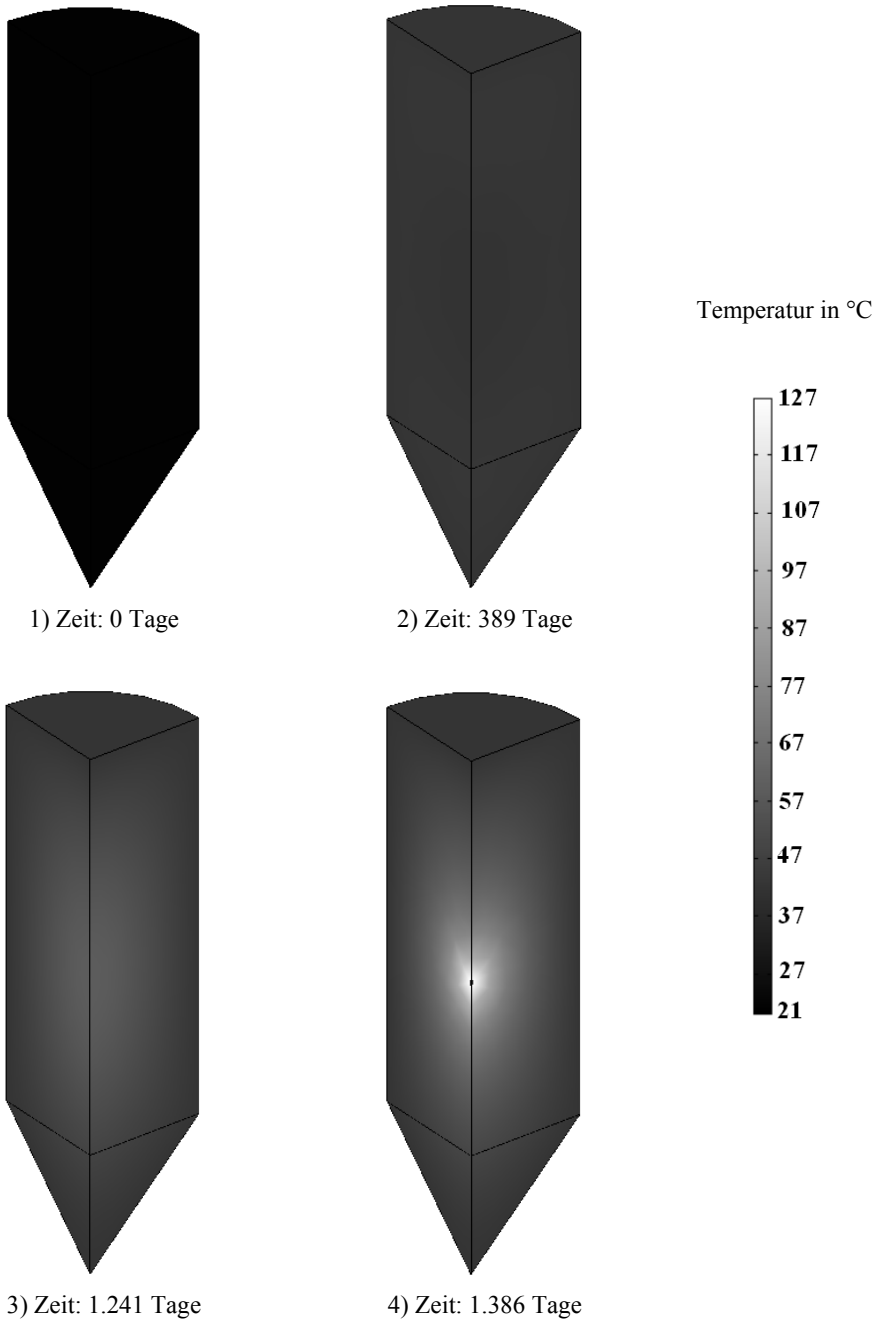 1) Zeit: 0 Tage
2) Zeit: 389 Tage
Temperatur in °C
127
117
107
97
87
77
67
57
47
37
27
21
3) Zeit: 1.241 Tage
4) Zeit: 1.386 Tage